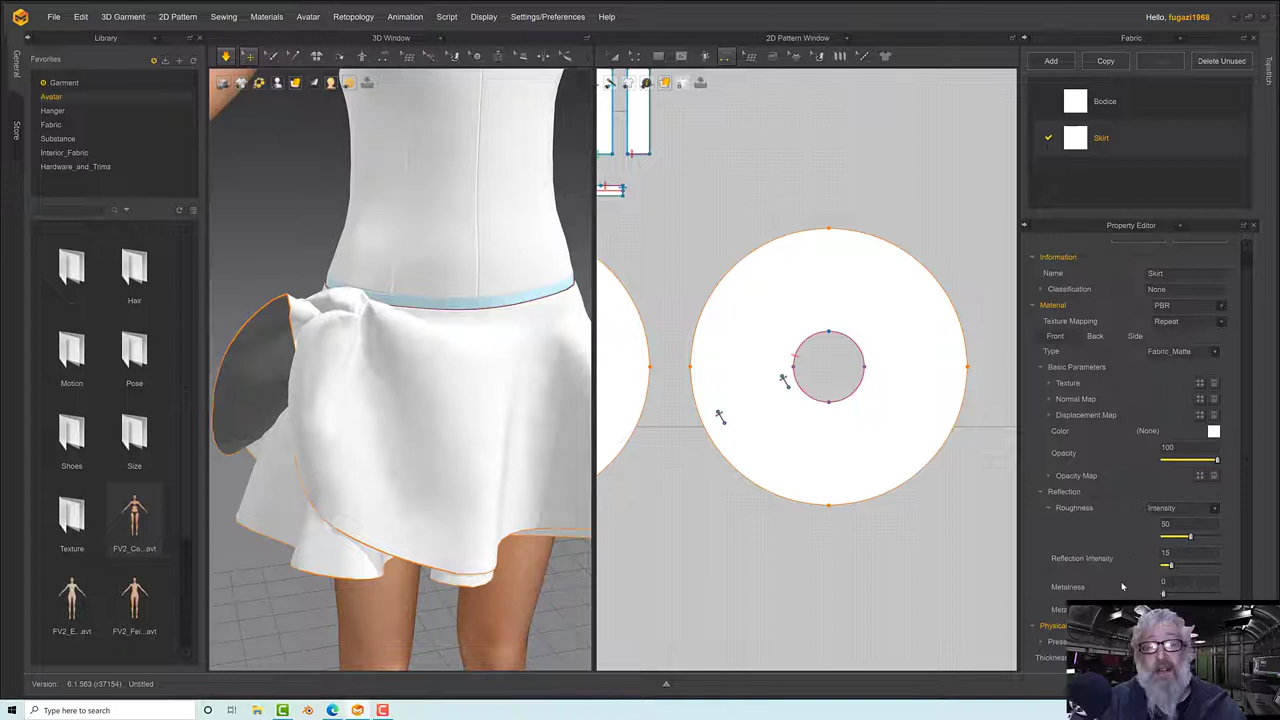 File Edit 3D Garment 2D Pattern Sewing Materials Avatar Retopology Animation Script Display Settings/Preferences Help
Hello, fugazi1968
Library
3D Window
2D Pattern Window
Fabric
General
Store
Topstitch
Favorites
Garment
Avatar
Hanger
Fabric
Substance
Interior_Fabric
Hardware_and_Trims
...
Hair
Motion
Pose
Shoes
Size
Texture
FV2_Ca...avt
FV2_E...avt
FV2_Fei...avt
Add Copy Delete Unused
Bodice
Skirt
Property Editor
Information
Name Skirt
Classification None
Material PBR
Texture Mapping Repeat
Front Back Side
Type Fabric_Matte
Basic Parameters
Texture
Normal Map
Displacement Map
Color (None)
Opacity 100
Opacity Map
Reflection
Roughness Intensity
50
Reflection Intensity 15
Metalness 0
Version: 6.1.563 (r37154) Untitled
Type here to search